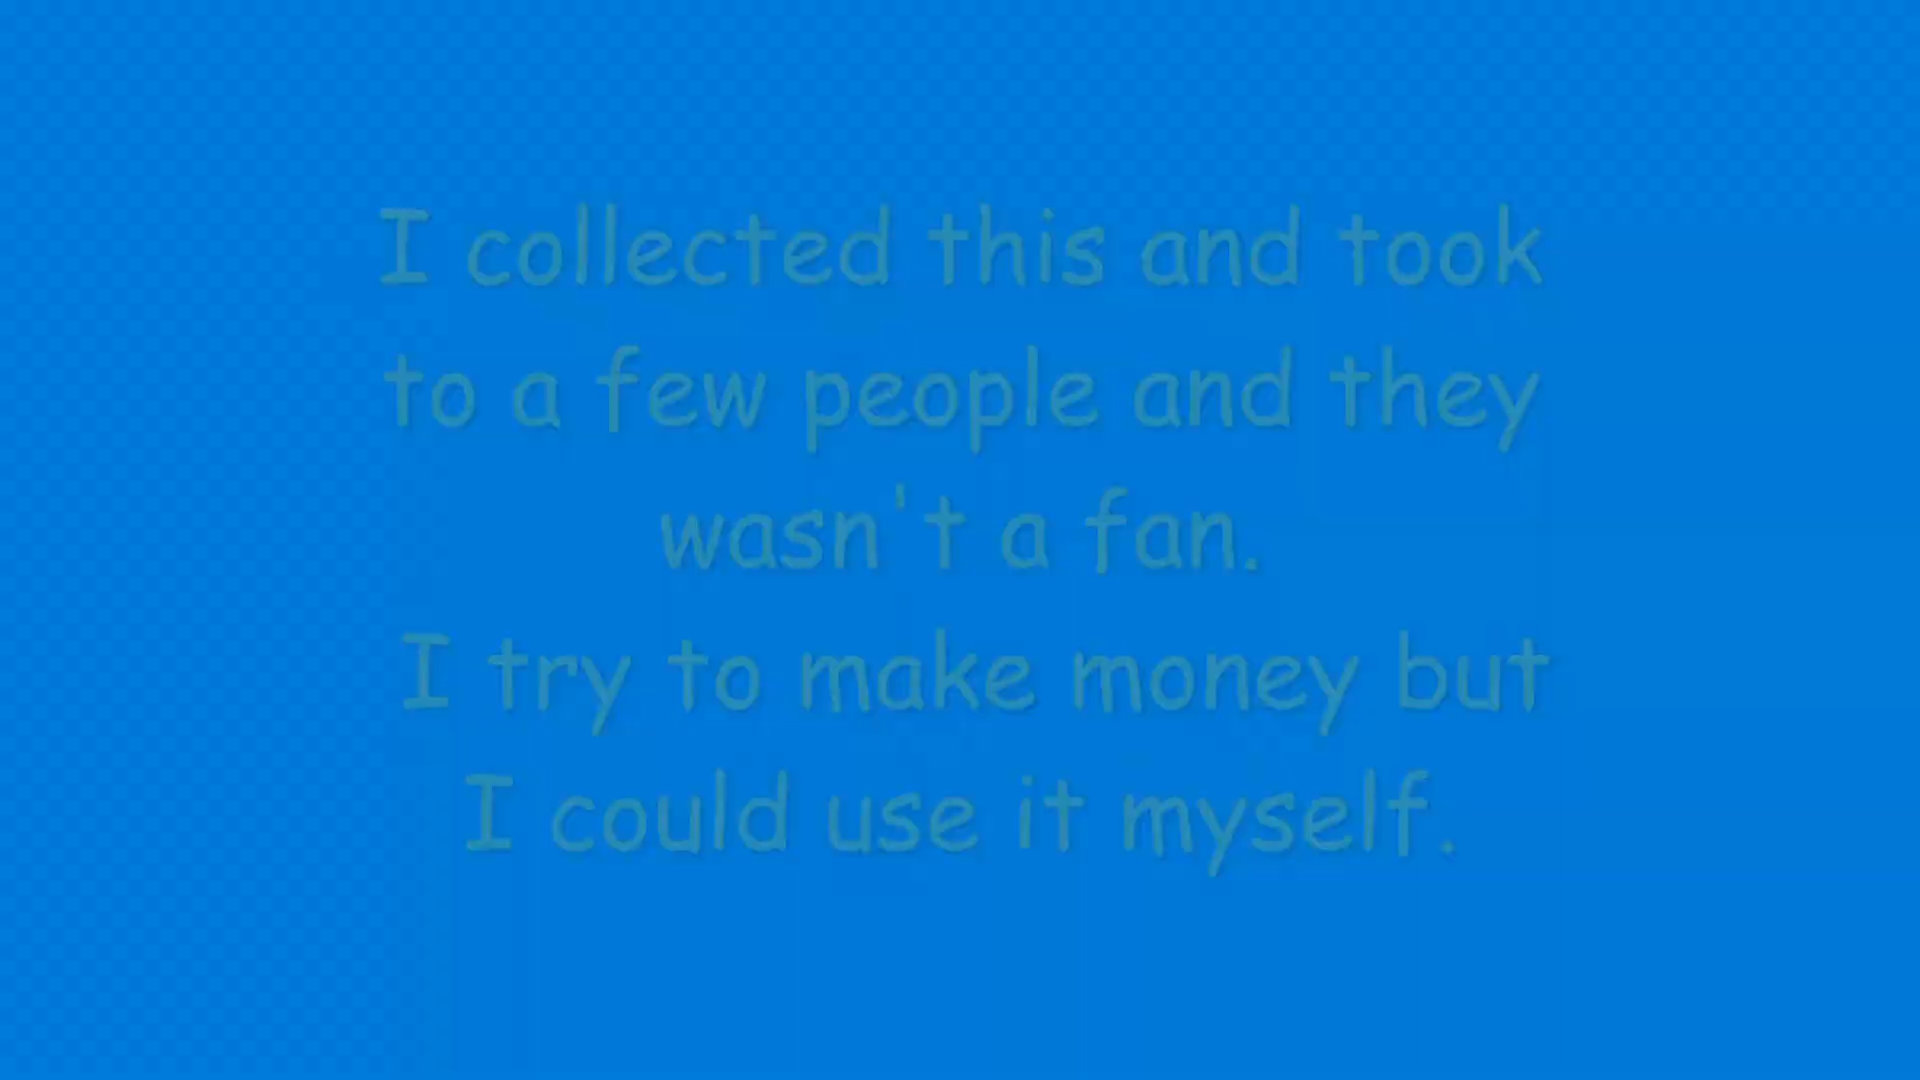 I collected this and took
to a few people and they
wasn't a fan.
I try to make money but
I could use it myself.